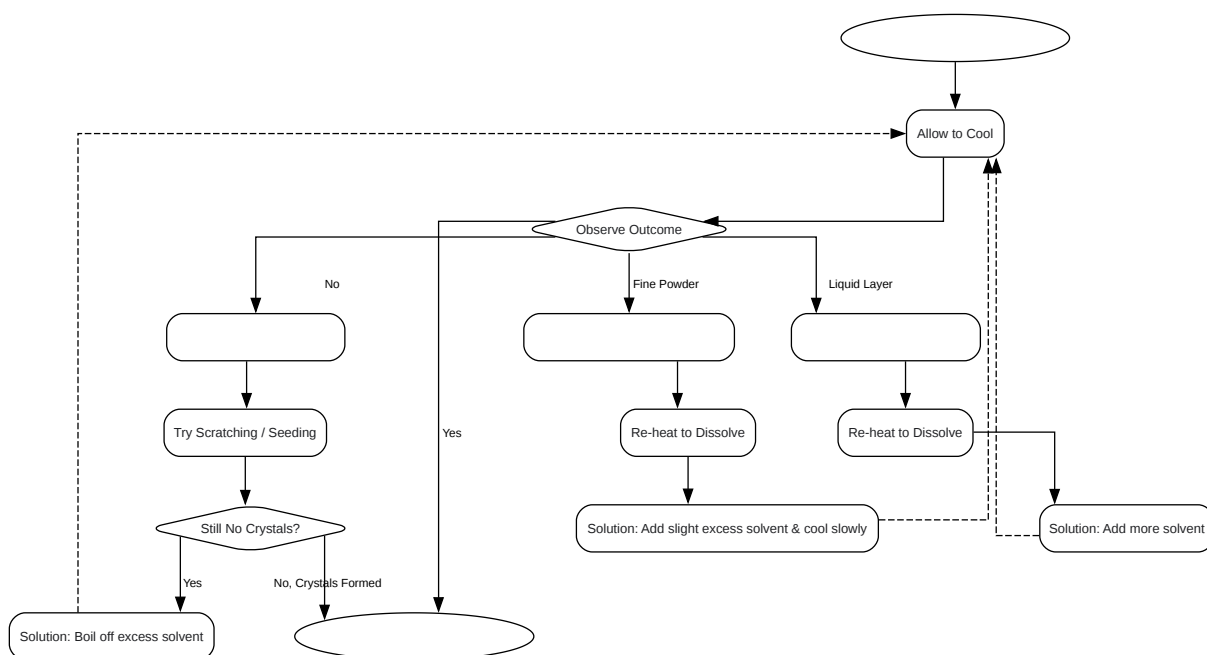 Allow to Cool
Observe Outcome
No
Fine Powder
Liquid Layer
Try Scratching / Seeding
Yes
Re-heat to Dissolve
Re-heat to Dissolve
Still No Crystals?
Solution: Add slight excess solvent & cool slowly
Solution: Add more solvent
Yes
No, Crystals Formed
Solution: Boil off excess solvent